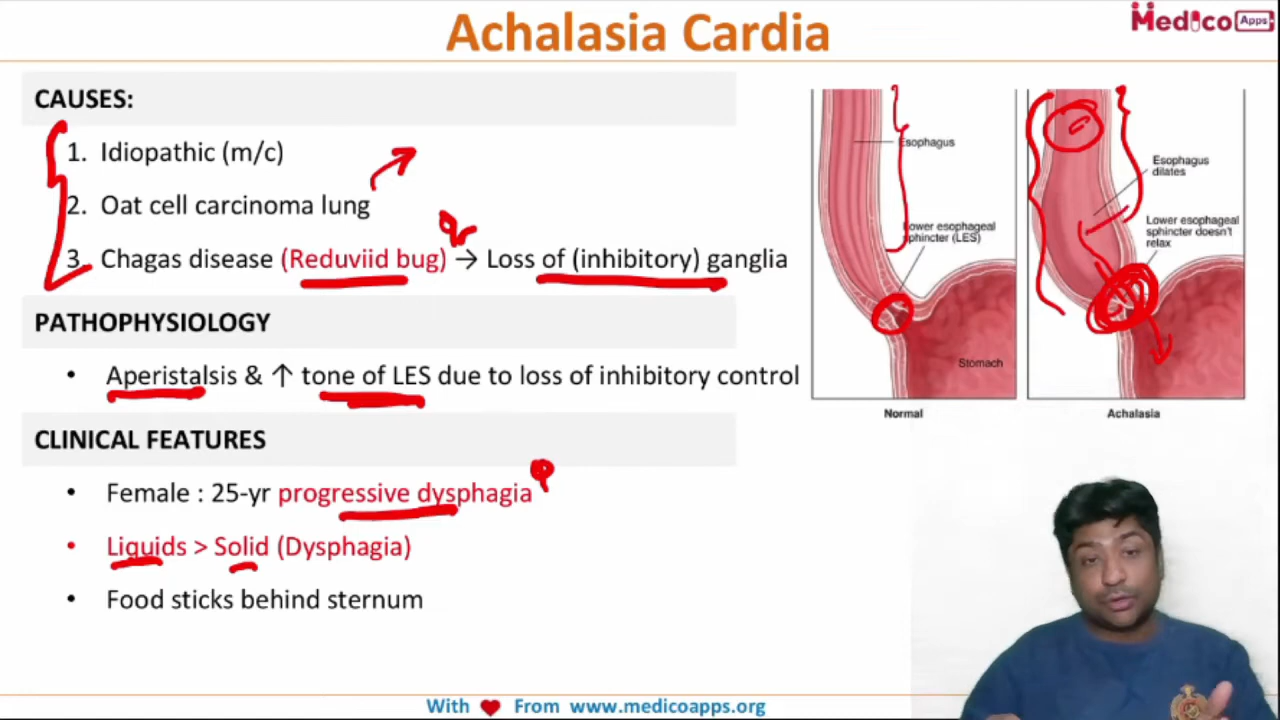 Achalasia Cardia
Medico Apps
CAUSES:
1. Idiopathic (m/c)
2. Oat cell carcinoma lung
3. Chagas disease (Reduviid bug) → Loss of (inhibitory) ganglia
PATHOPHYSIOLOGY
• Aperistalsis & ↑ tone of LES due to loss of inhibitory control
CLINICAL FEATURES
• Female : 25-yr progressive dysphagia
• Liquids > Solid (Dysphagia)
• Food sticks behind sternum
Esophagus
Lower esophageal
sphincter (LES)
Stomach
Normal
Esophagus
dilates
Lower esophageal
sphincter doesn't
relax
Achalasia
With ♥ From www.medicoapps.org